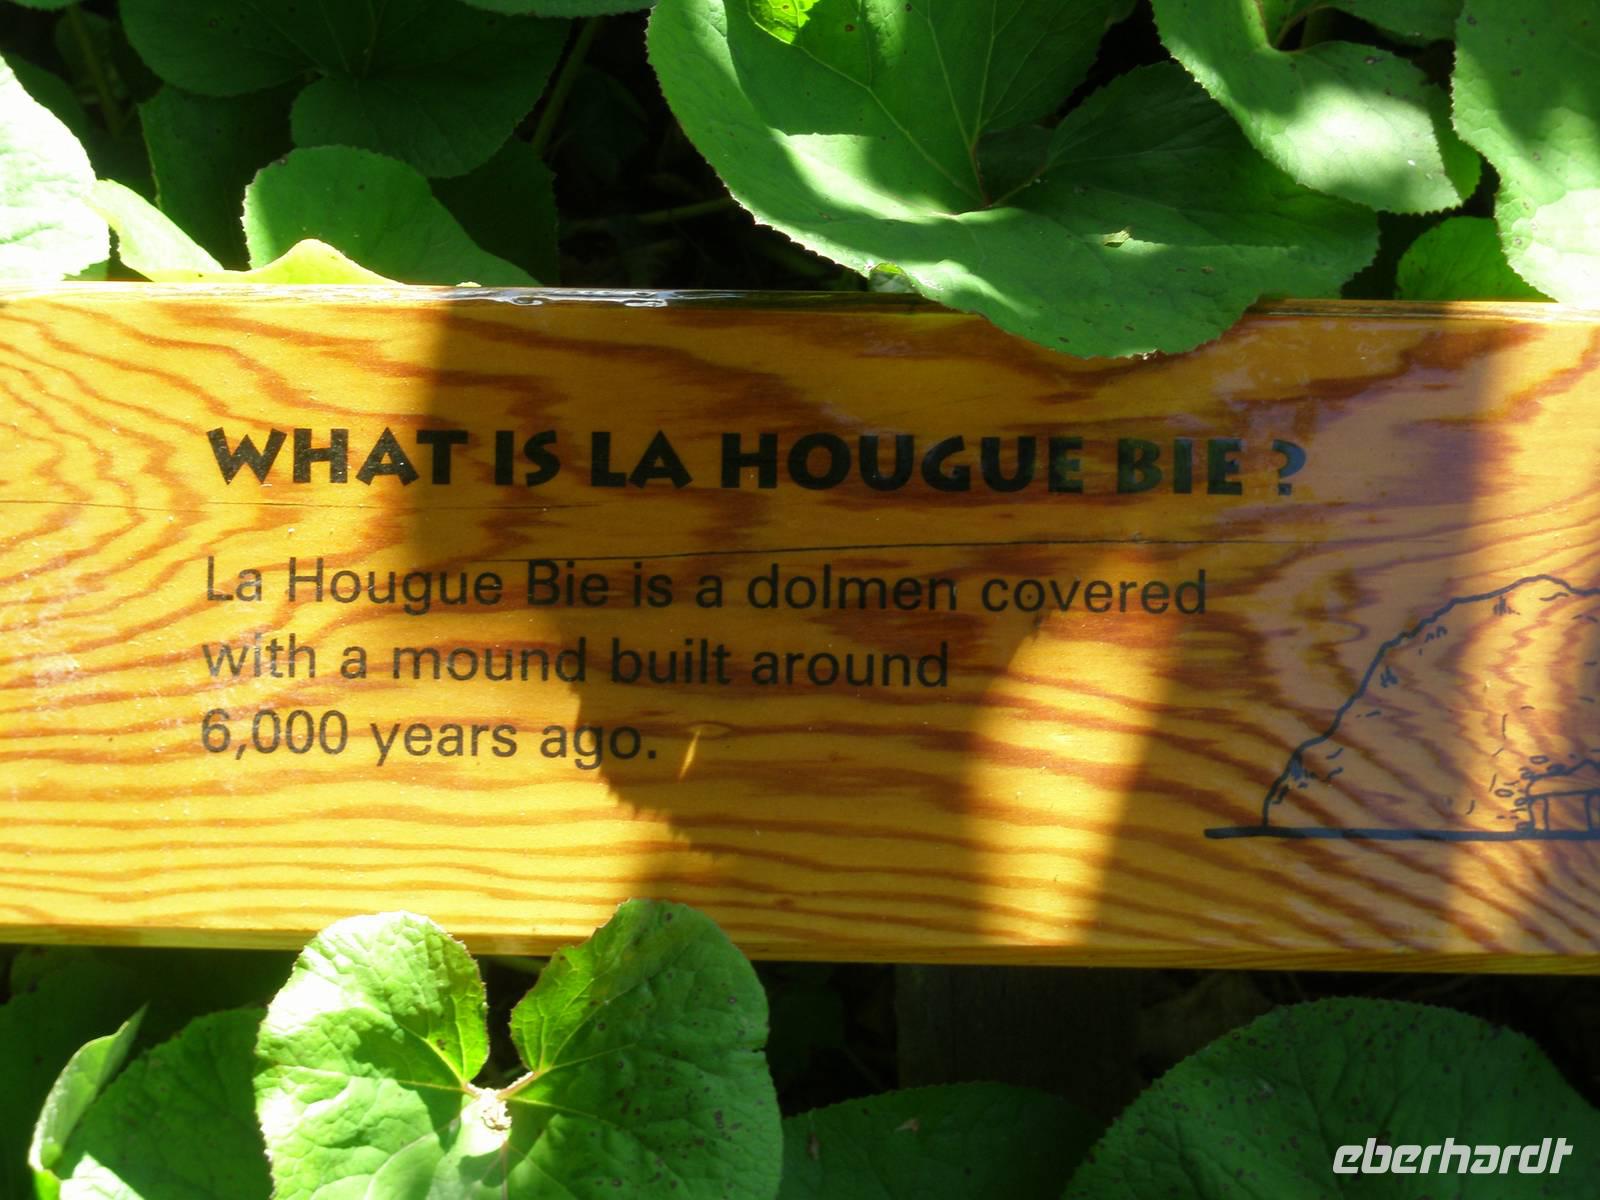 WHAT IS LA HOUGUE BIE ?
La Hougue Bie is a dolmen covered
with a mound built around
6,000 years ago.
eberhardt